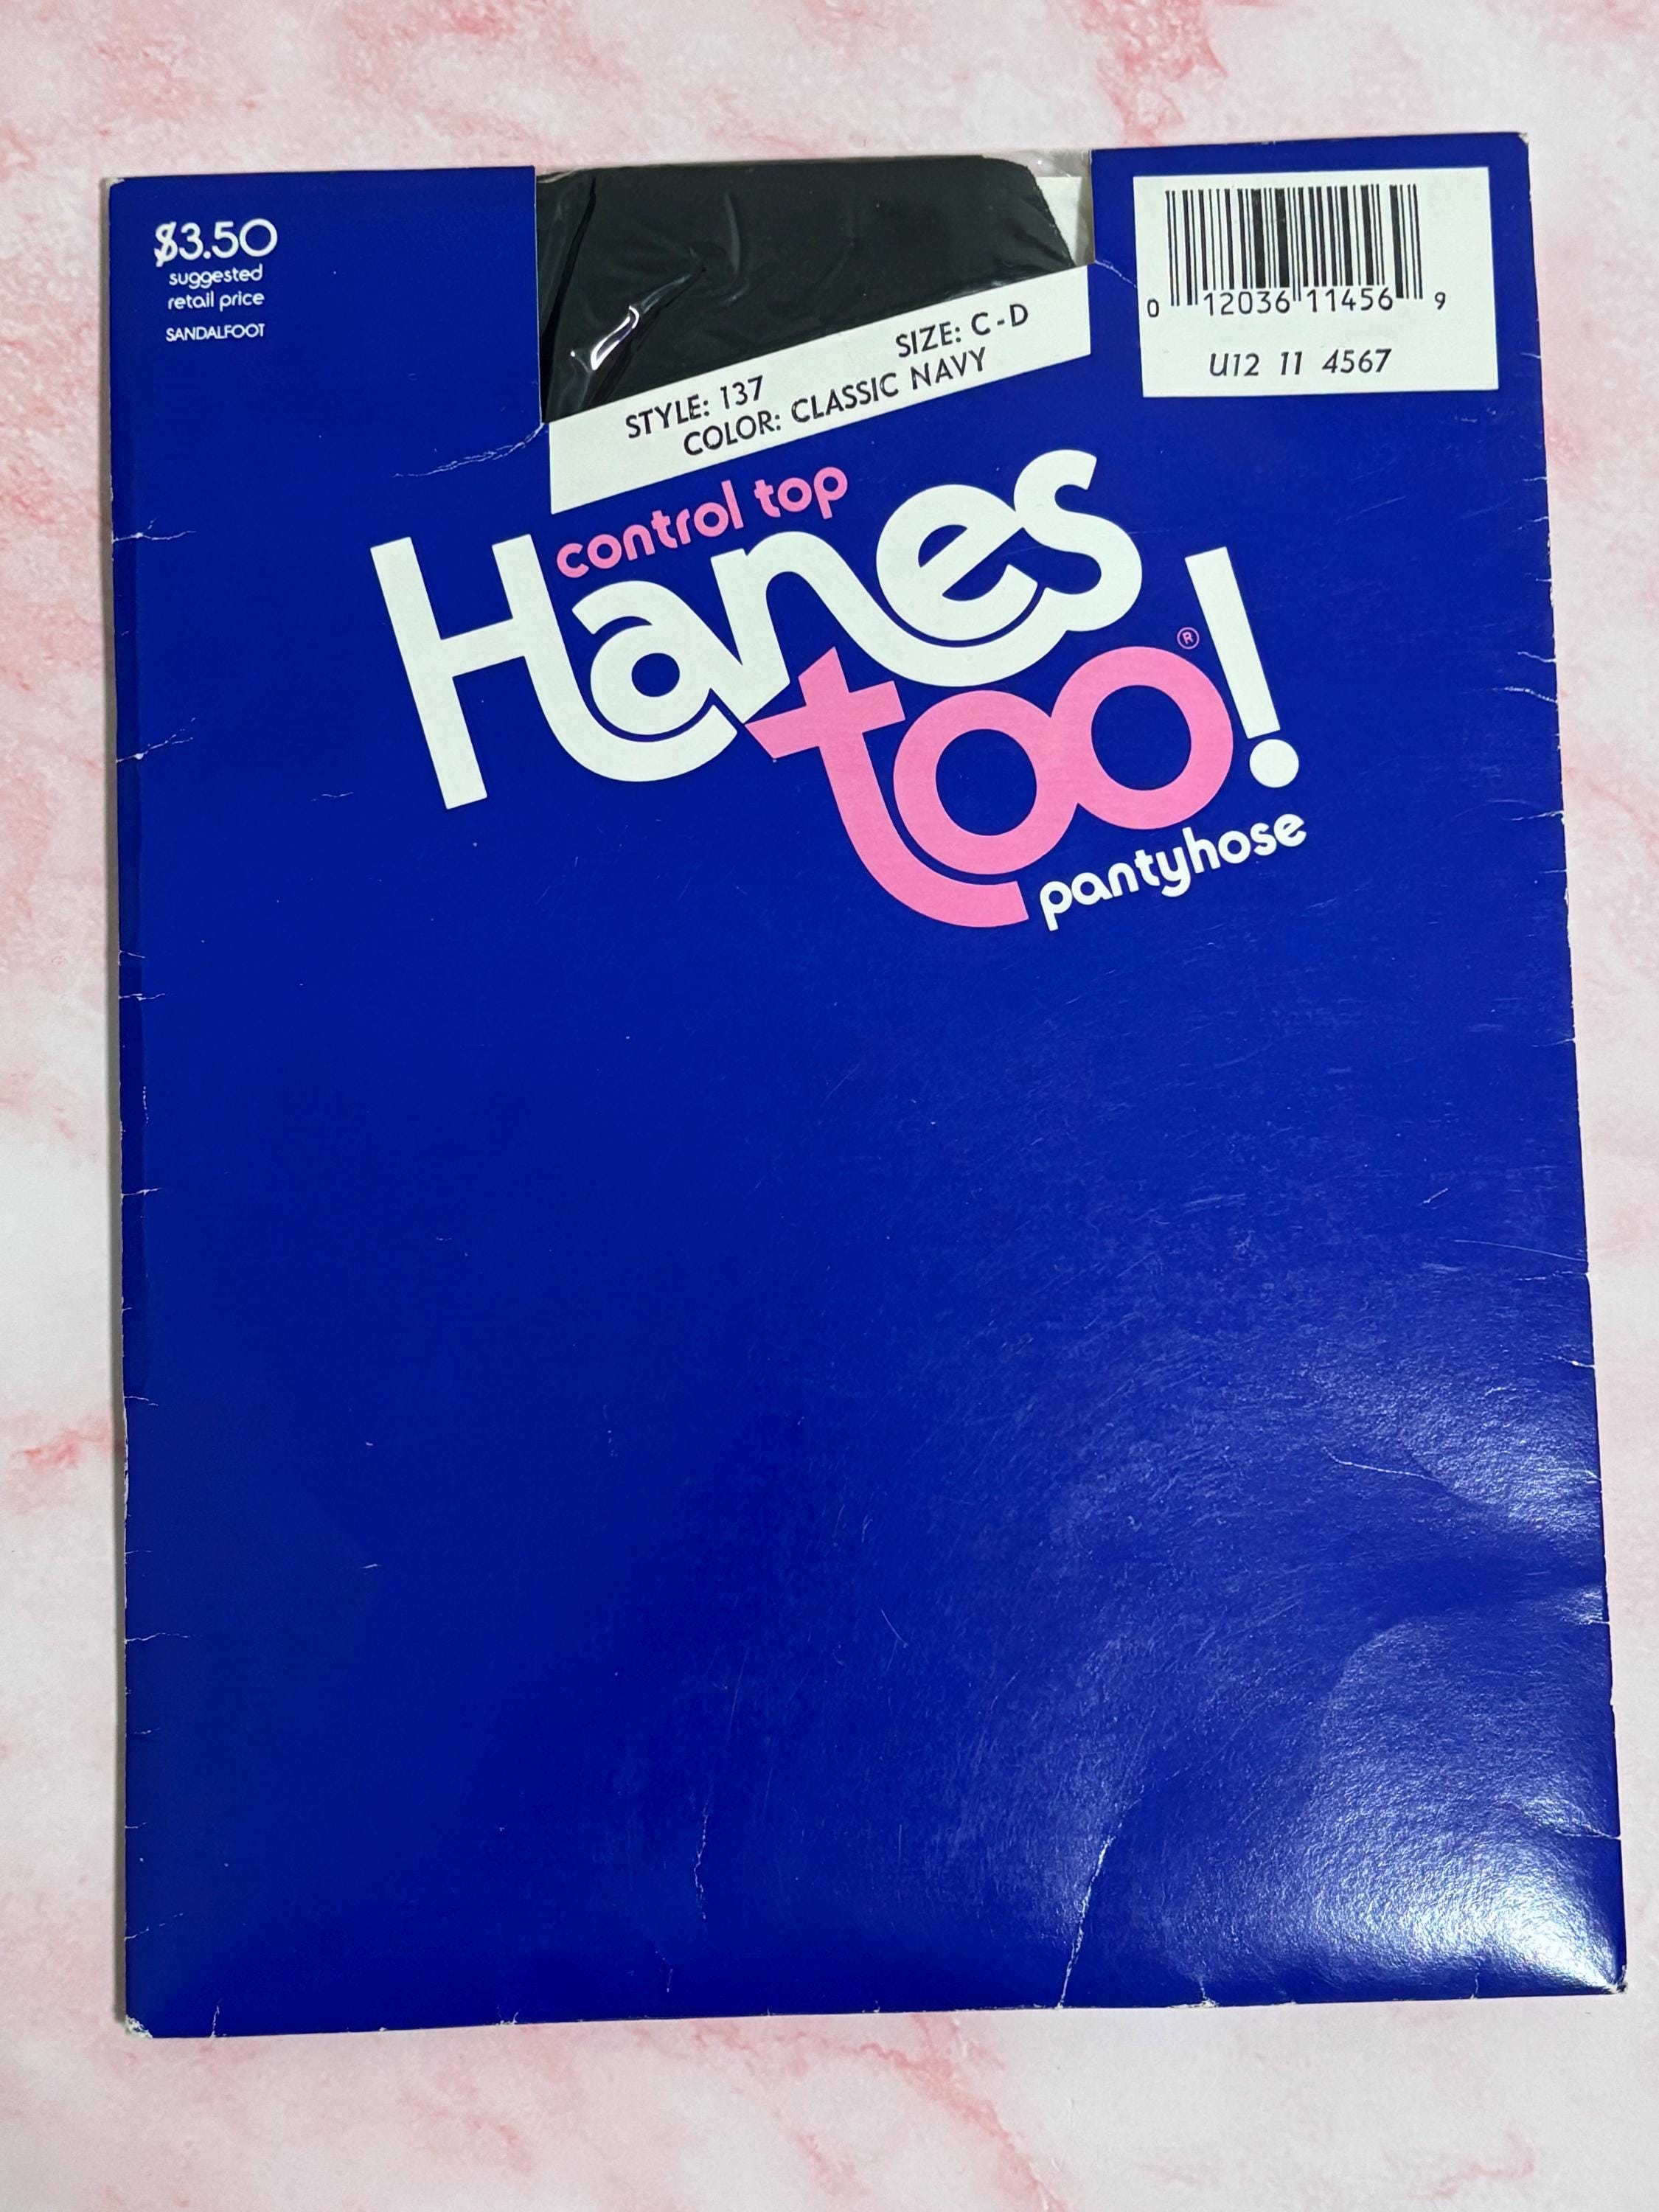 $3.50
suggested
retail price
SANDALFOOT
STYLE: 137 SIZE: C-D
COLOR: CLASSIC NAVY
0 12036 11456 9
U12 11 4567
control top
Hanes
too!®
pantyhose